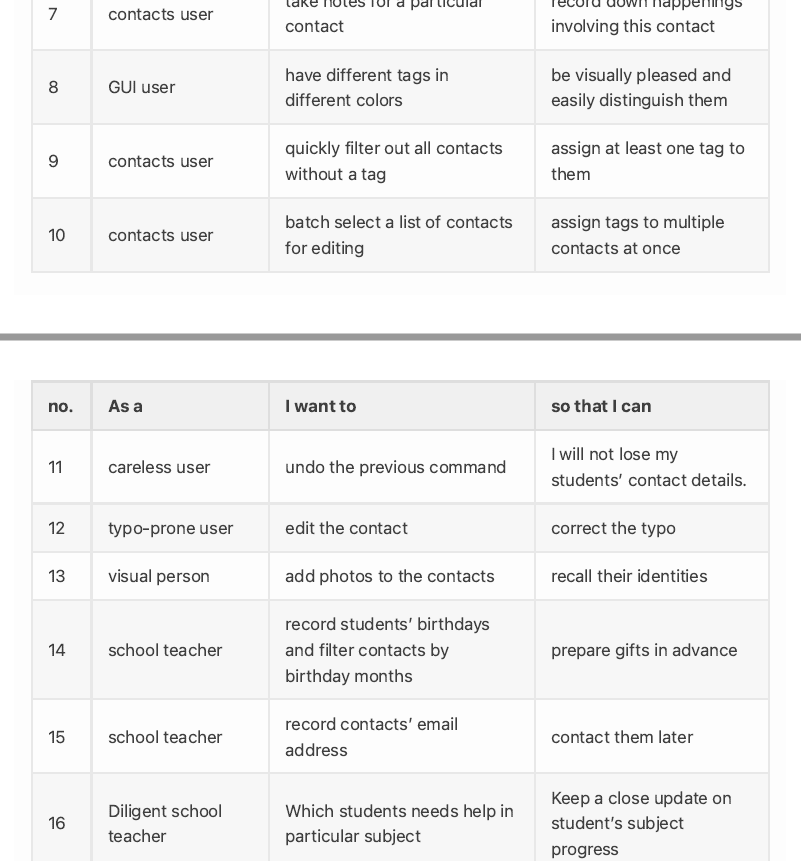 7 contacts user take notes for a particular record down happenings
contact involving this contact
8 GUI user have different tags in be visually pleased and
different colors easily distinguish them
9 contacts user quickly filter out all contacts assign at least one tag to
without a tag them
10 contacts user batch select a list of contacts assign tags to multiple
for editing contacts at once
no. As a I want to so that I can
11 careless user undo the previous command I will not lose my
students’ contact details.
12 typo-prone user edit the contact correct the typo
13 visual person add photos to the contacts recall their identities
14 school teacher record students’ birthdays
and filter contacts by prepare gifts in advance
birthday months
15 school teacher record contacts’ email contact them later
address
16 Diligent school Which students needs help in Keep a close update on
teacher particular subject student’s subject
progress